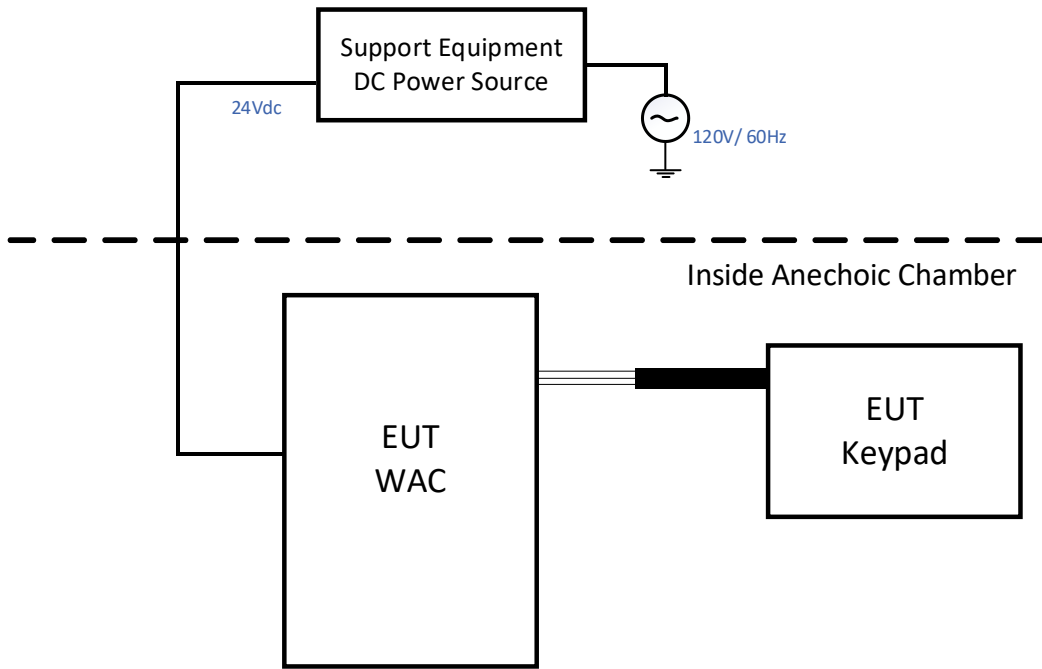 Support Equipment
DC Power Source
24Vdc
120V/ 60Hz
Inside Anechoic Chamber
EUT
WAC
EUT
Keypad